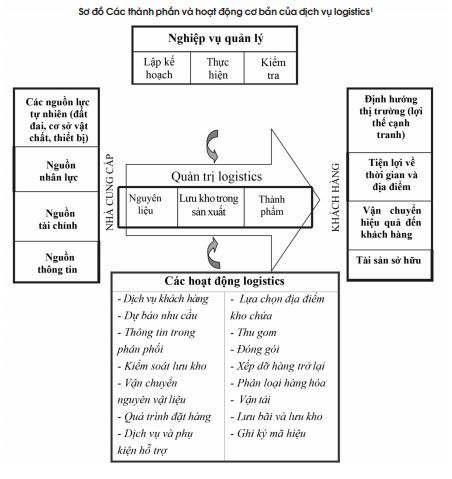 Sơ đồ Các thành phần và hoạt động cơ bản của dịch vụ logistics¹
Nghiệp vụ quản lý
Lập kế
hoạch
Thực
hiện
Kiểm
tra
Các nguồn lực
tự nhiên (đất
đai, cơ sở vật
chất, thiết bị)
Nguồn
nhân lực
Nguồn
tài chính
Nguồn
thông tin
NHÀ CUNG CẤP
Quản trị logistics
Nguyên
liệu
Lưu kho trong
sản xuất
Thành
phẩm
KHÁCH HÀNG
Định hướng
thị trường (lợi
thế cạnh
tranh)
Tiện lợi về
thời gian và
địa điểm
Vận chuyển
hiệu quả đến
khách hàng
Tài sản sở hữu
Các hoạt động logistics
- Dịch vụ khách hàng
- Dự báo nhu cầu
- Thông tin trong
phân phối
- Kiểm soát lưu kho
- Vận chuyển
nguyên vật liệu
- Quá trình đặt hàng
- Dịch vụ và phụ
kiện hỗ trợ
- Lựa chọn địa điểm
kho chứa
- Thu gom
- Đóng gói
- Xếp dỡ hàng trở lại
- Phân loại hàng hóa
- Vận tải
- Lưu bãi và lưu kho
- Ghi ký mã hiệu